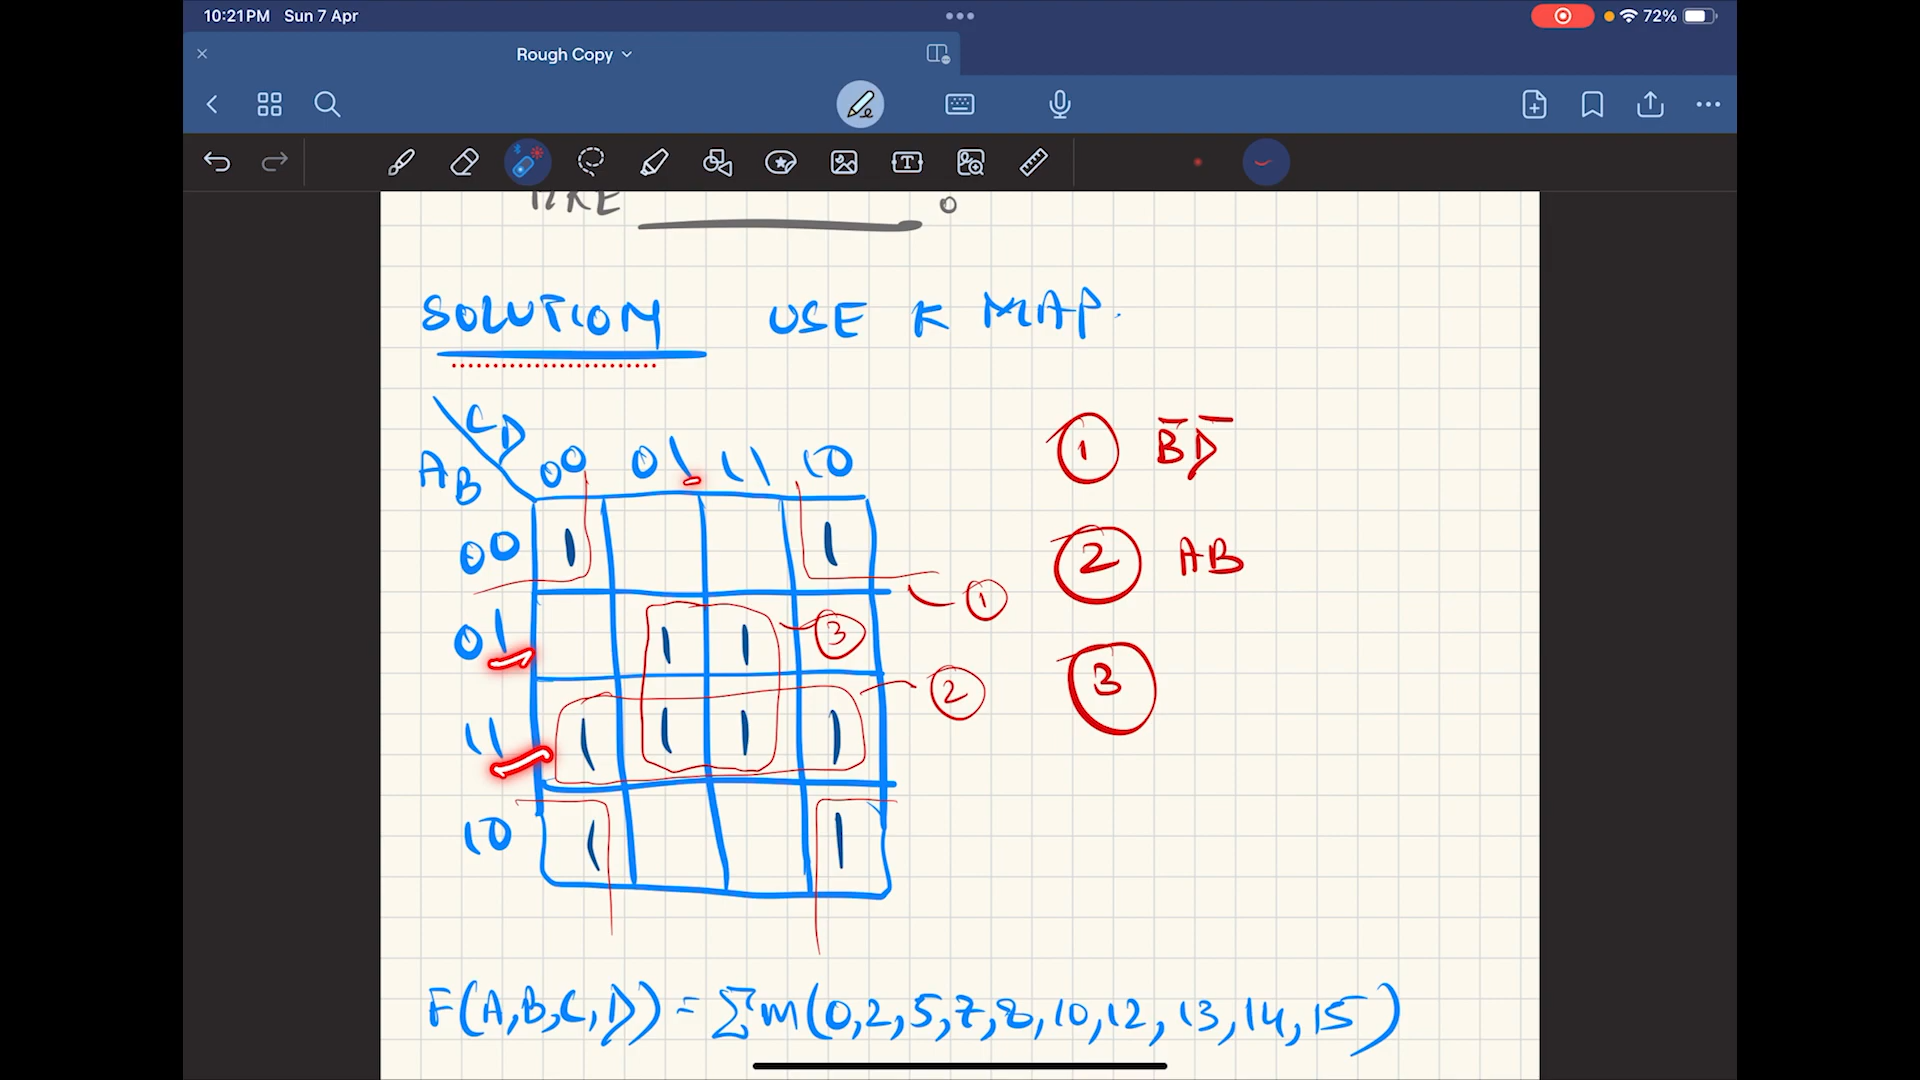 10:21PM Sun 7 Apr
72%
Rough Copy
SOLUTION USE K MAP.
CD
AB
00 01 11 10
00 1 1
01 1 1 3
1
11 1 1 1 1
2
10 1 1
1 B̅D̅
2 AB
3
F(A,B,C,D) = Σm(0,2,5,7,8,10,12,13,14,15)